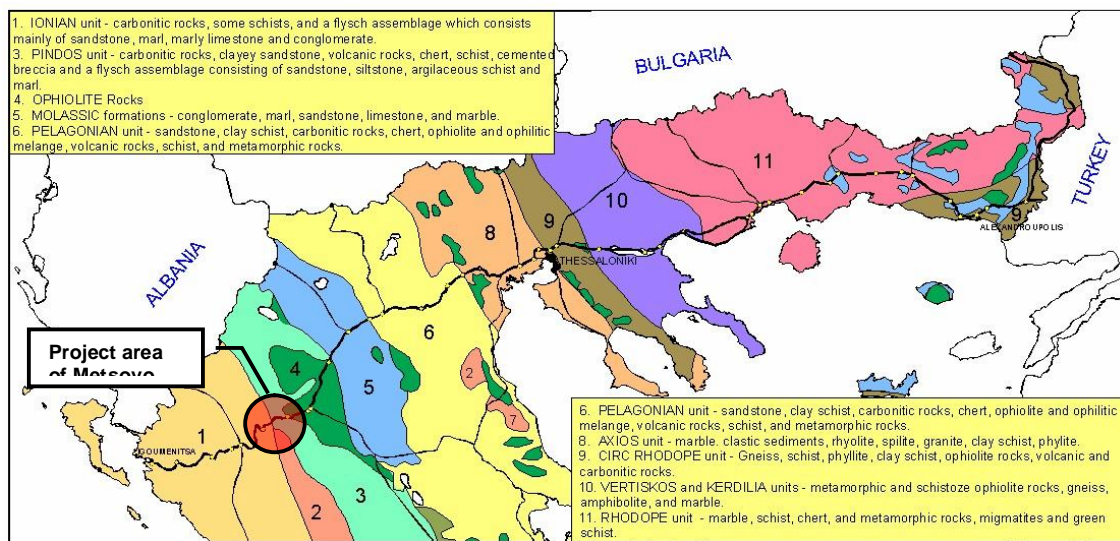 1. IONIAN unit - carbonitic rocks, some schists, and a flysch assemblage which consists
mainly of sandstone, marl, marly limestone and conglomerate.
3. PINDOS unit - carbonitic rocks, clayey sandstone, volcanic rocks, chert, schist, cemented
breccia and a flysch assemblage consisting of sandstone, siltstone, argilaceous schist and
marl.
4. OPHIOLITE Rocks
5. MOLASSIC formations - conglomerate, marl, sandstone, limestone, and marble.
6. PELAGONIAN unit - sandstone, clay schist, carbonitic rocks, chert, ophiolite and ophilitic
melange, volcanic rocks, schist, and metamorphic rocks.
BULGARIA
TURKEY
ALBANIA
11
10
9
8
9
ALEXANDROUPOLIS
THESSALONIKI
6
4
5
2
7
Project area
of Metsovo
1
GOUMENITSA
2
3
6. PELAGONIAN unit - sandstone, clay schist, carbonitic rocks, chert, ophiolite and ophilitic
melange, volcanic rocks, schist, and metamorphic rocks.
8. AXIOS unit - marble. clastic sediments, rhyolite, spilite, granite, clay schist, phylite.
9. CIRC RHODOPE unit - Gneiss, schist, phyllite, clay schist, ophiolite rocks, volcanic and
carbonitic rocks.
10. VERTISKOS and KERDILIA units - metamorphic and schistoze ophiolite rocks, gneiss,
amphibolite, and marble.
11. RHODOPE unit - marble, schist, chert, and metamorphic rocks, migmatites and green
schist.